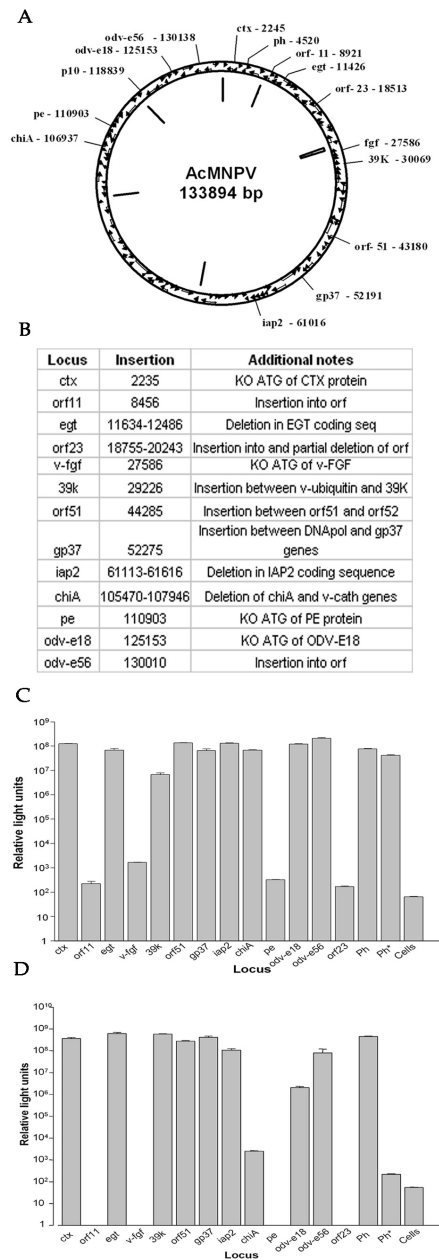 A
odv-e56 - 130138
odv-e18 - 125153
p10 - 118839
pe - 110903
chiA - 106937
ctx - 2245
ph - 4520
orf- 11 - 8921
egt - 11426
orf- 23 - 18513
fgf - 27586
39K - 30069
orf- 51 - 43180
gp37 - 52191
iap2 - 61016
AcMNPV
133894 bp
B
Locus Insertion Additional notes
ctx 2235 KO ATG of CTX protein
orf11 8456 Insertion into orf
egt 11634-12486 Deletion in EGT coding seq
orf23 18755-20243 Insertion into and partial deletion of orf
v-fgf 27586 KO ATG of v-FGF
39k 29226 Insertion between v-ubiquitin and 39K
orf51 44285 Insertion between orf51 and orf52
gp37 52275 Insertion between DNApol and gp37
genes
iap2 61113-61616 Deletion in IAP2 coding sequence
chiA 105470-107946 Deletion of chiA and v-cath genes
pe 110903 KO ATG of PE protein
odv-e18 125153 KO ATG of ODV-E18
odv-e56 130010 Insertion into orf
C
Relative light units
10⁹
10⁸
10⁷
10⁶
10³
10²
10¹
1
ctx orf11 egt v-fgf 39k orf51 gp37 iap2 chiA pe odv-e18 odv-e56 orf23 Ph Ph* Cells
Locus
D
Relative light units
10¹⁰
10⁹
10⁸
10⁷
10⁶
10⁵
10⁴
10³
10²
10¹
1
ctx orf11 egt v-fgf 39k orf51 gp37 iap2 chiA pe odv-e18 odv-e56 orf23 Ph Ph* Cells
Locus